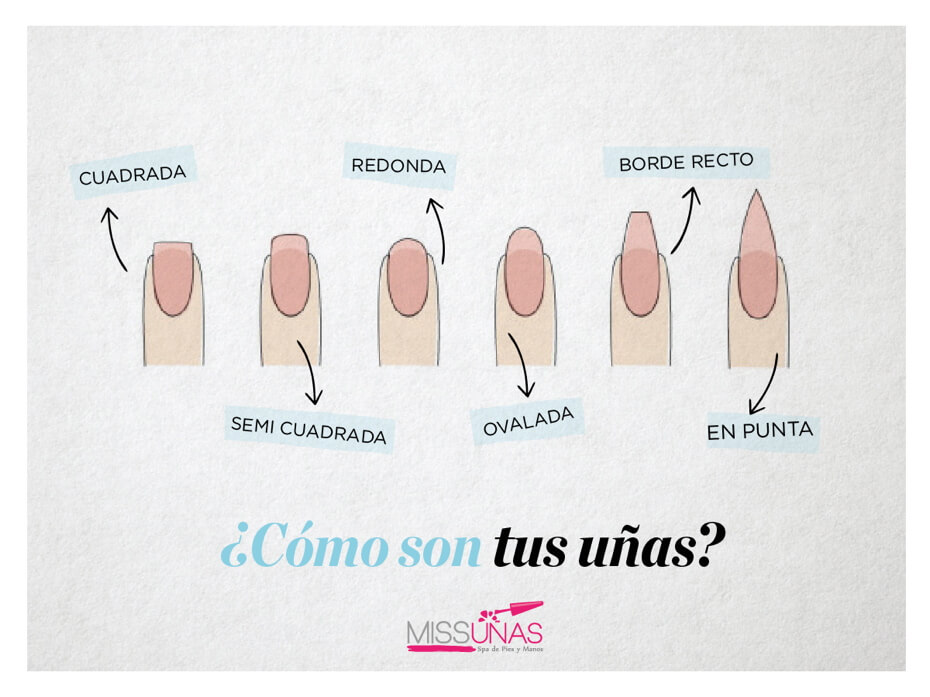 CUADRADA
REDONDA
BORDE RECTO
SEMI CUADRADA
OVALADA
EN PUNTA
¿Cómo son tus uñas?
MISSUÑAS
Spa de Pies y Manos